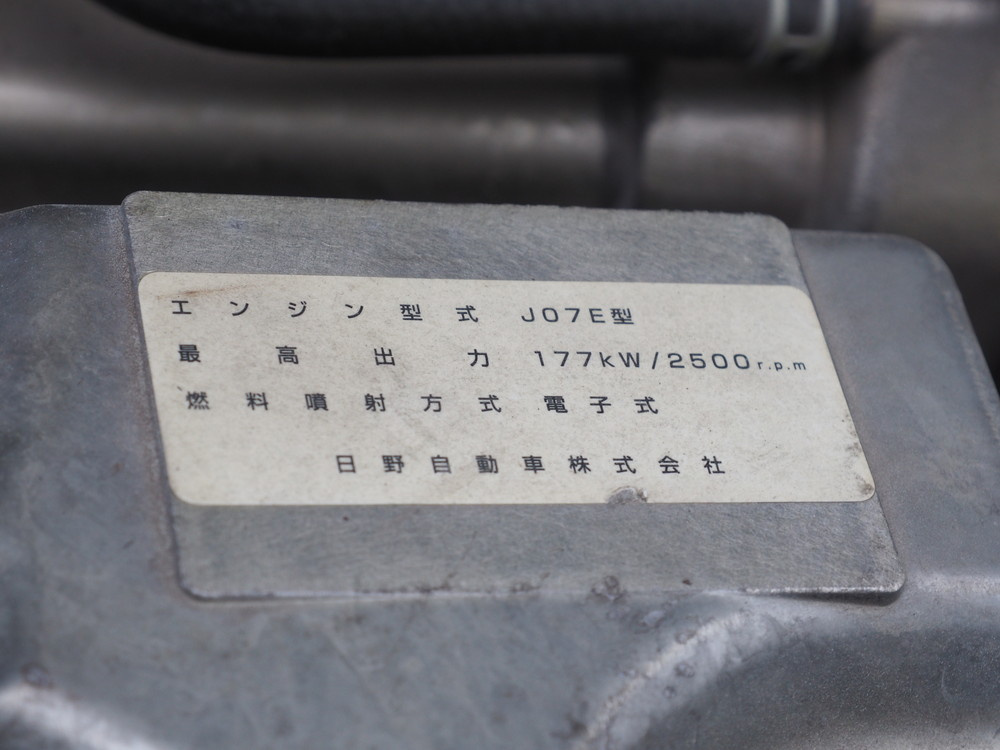 エンジン型式 J07E型
最高出力 177kW/2500r.p.m
燃料噴射方式 電子式
日野自動車株式会社